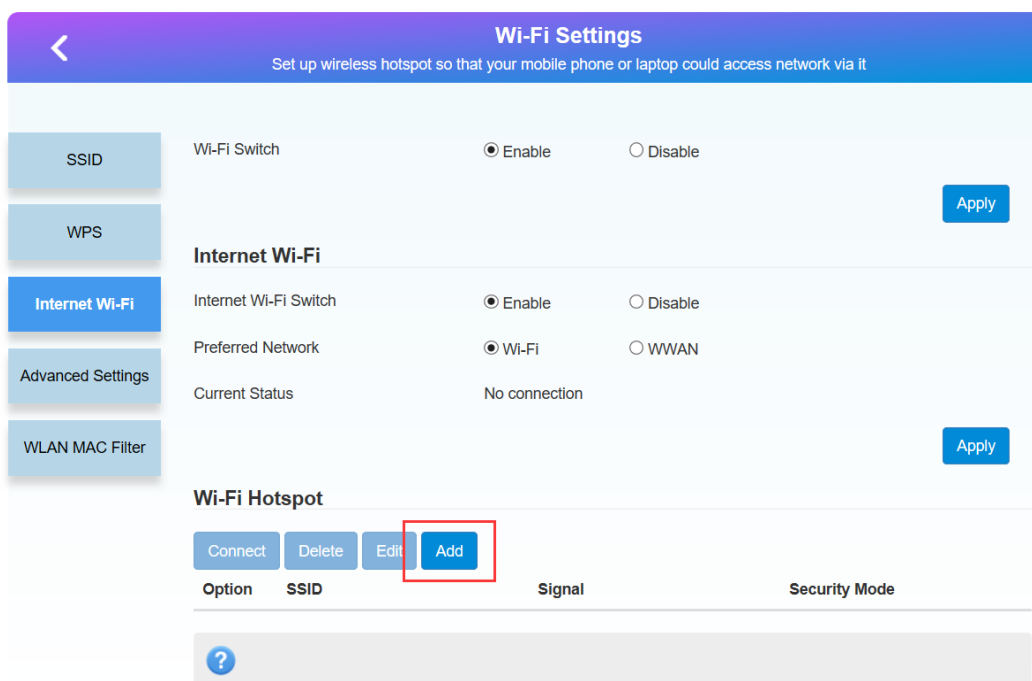 Wi-Fi Settings
Set up wireless hotspot so that your mobile phone or laptop could access network via it
SSID
WPS
Internet Wi-Fi
Advanced Settings
WLAN MAC Filter
Wi-Fi Switch Enable Disable
Apply
Internet Wi-Fi
Internet Wi-Fi Switch Enable Disable
Preferred Network Wi-Fi WWAN
Current Status No connection
Apply
Wi-Fi Hotspot
Connect Delete Edit Add
Option SSID Signal Security Mode
?